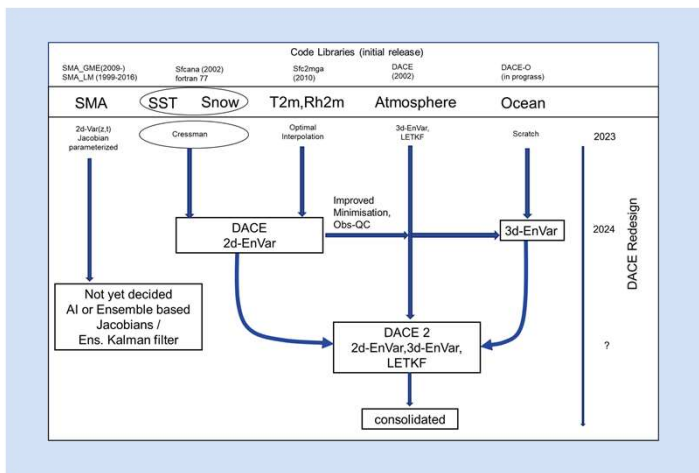 Code Libraries (initial release)
SMA_GME(2009-)
SMA_LM (1999-2016)
Sfcana (2002)
fortran 77
Sfc2mga
(2010)
DACE
(2002)
DACE-O
(in prograss)
SMA
SST
Snow
T2m,Rh2m
Atmosphere
Ocean
2d-Var(z,t)
Jacobian
parameterized
Cressman
Optimal
Interpolation
3d-EnVar,
LETKF
Scratch
2023
Improved
Minimisation,
Obs-QC
DACE
2d-EnVar
3d-EnVar
2024
DACE Redesign
Not yet decided
AI or Ensemble based
Jacobians /
Ens. Kalman filter
DACE 2
2d-EnVar,3d-EnVar,
LETKF
?
consolidated